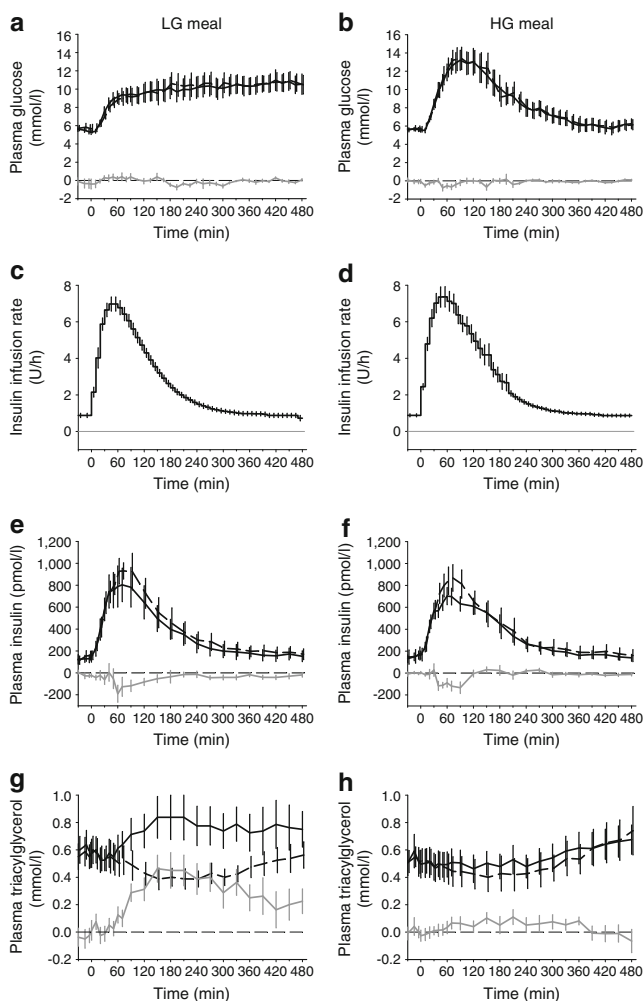 LG meal
HG meal
a
Plasma glucose
(mmol/l)
16
14
12
10
8
6
4
2
0
-2
0 60 120 180 240 300 360 420 480
Time (min)
b
Plasma glucose
(mmol/l)
16
14
12
10
8
6
4
2
0
-2
0 60 120 180 240 300 360 420 480
Time (min)
c
Insulin infusion rate
(U/h)
8
6
4
2
0
0 60 120 180 240 300 360 420 480
Time (min)
d
Insulin infusion rate
(U/h)
8
6
4
2
0
0 60 120 180 240 300 360 420 480
Time (min)
e
Plasma insulin (pmol/l)
1,200
1,000
800
600
400
200
0
-200
0 60 120 180 240 300 360 420 480
Time (min)
f
Plasma insulin (pmol/l)
1,200
1,000
800
600
400
200
0
-200
0 60 120 180 240 300 360 420 480
Time (min)
g
Plasma triacylglycerol
(mmol/l)
1.0
0.8
0.6
0.4
0.2
0.0
0.2
0 60 120 180 240 300 360 420 480
Time (min)
h
Plasma triacylglycerol
(mmol/l)
1.0
0.8
0.6
0.4
0.2
0.0
-0.2
0 60 120 180 240 300 360 420 480
Time (min)